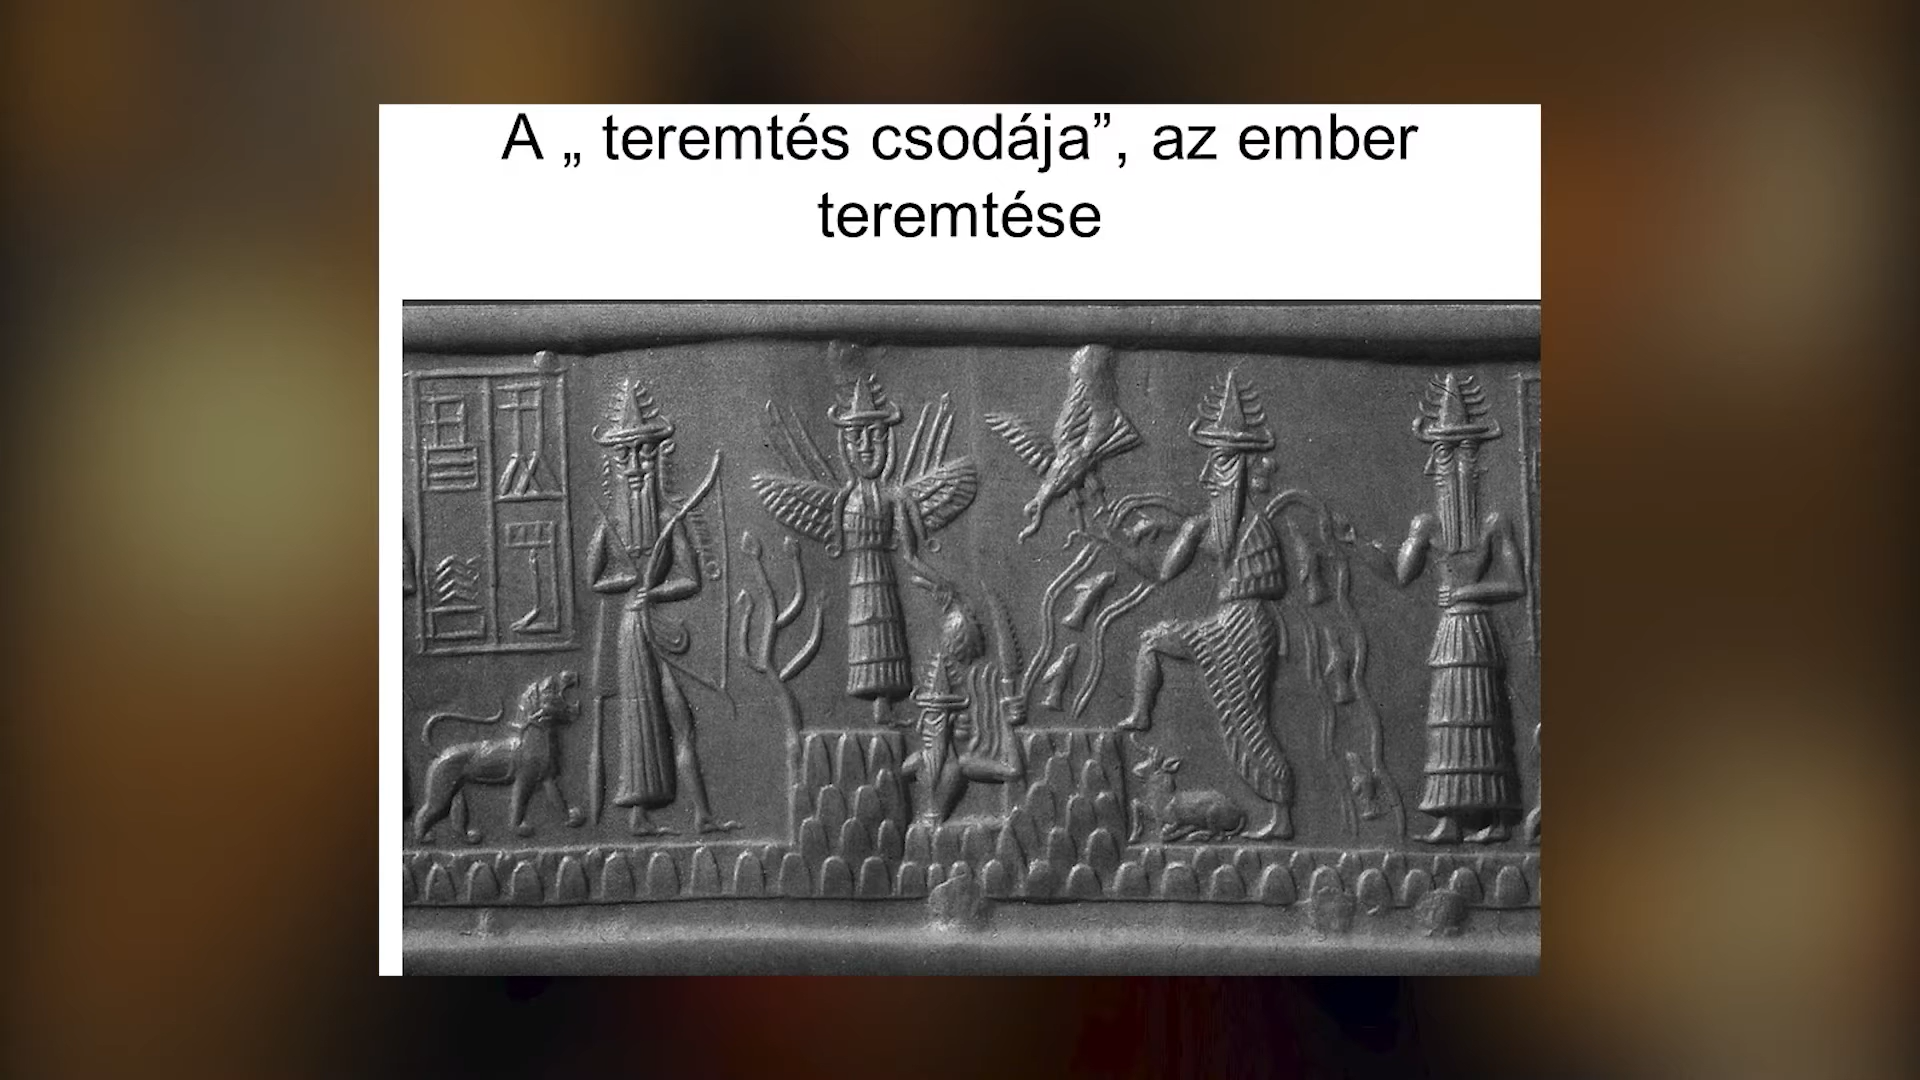 A „ teremtés csodája”, az ember
teremtése